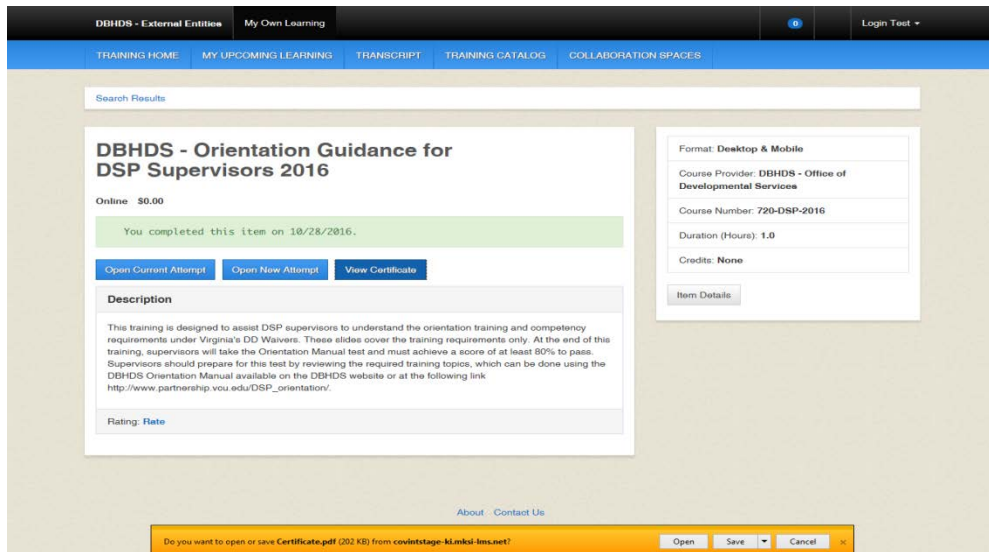 DBHDS - External Entities My Own Learning 0 Login Test
TRAINING HOME MY UPCOMING LEARNING TRANSCRIPT TRAINING CATALOG COLLABORATION SPACES
Search Results
DBHDS - Orientation Guidance for
DSP Supervisors 2016
Online $0.00
You completed this item on 10/28/2016.
Open Current Attempt Open New Attempt View Certificate
Description
This training is designed to assist DSP supervisors to understand the orientation training and competency
requirements under Virginia's DD Waivers. These slides cover the training requirements only. At the end of this
training, supervisors will take the Orientation Manual test and must achieve a score of at least 80% to pass.
Supervisors should prepare for this test by reviewing the required training topics, which can be done using the
DBHDS Orientation Manual available on the DBHDS website or at the following link
http://www.partnership.vcu.edu/DSP_orientation/.
Rating: Rate
Format: Desktop & Mobile
Course Provider: DBHDS - Office of
Developmental Services
Course Number: 720-DSP-2016
Duration (Hours): 1.0
Credits: None
Item Details
About Contact Us
Do you want to open or save Certificate.pdf (202 KB) from covintstage-ki.mksi-lms.net? Open Save Cancel ×